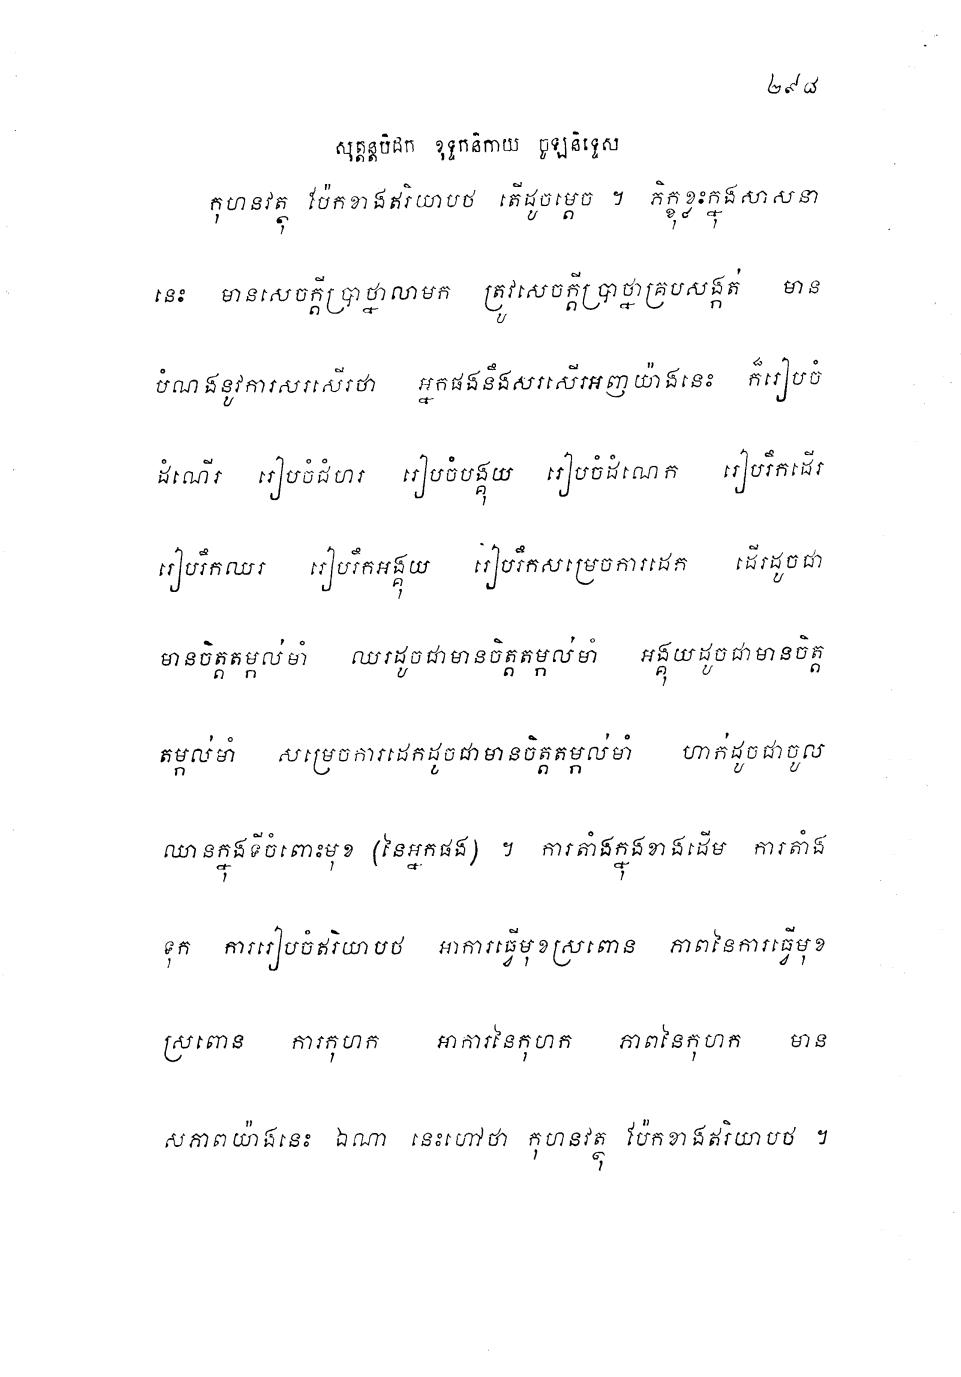 ២៩៨
សុត្តន្តបិដក ខុទ្ទកនិកាយ ចូឡនិទ្ទេស
កុហនវត្ថុ ប៉ែកខាងឥរិយាបថ តើដូចម្តេច ។ ភិក្ខុខ្លះក្នុងសាសនា
នេះ មានសេចក្តីប្រាថ្នាលាមក ត្រូវសេចក្តីប្រាថ្នាគ្របសង្កត់ មាន
បំណងនូវការសរសើរថា អ្នកផងនឹងសរសើរអញយ៉ាងនេះ ក៏រៀបចំ
ដំណើរ រៀបចំជំហរ រៀបចំបង្គុយ រៀបចំដំណេក រៀបរឹកដើរ
រៀបរឹកឈរ រៀបរឹកអង្គុយ រៀបរឹកសម្រេចការដេក ដើរដូចជា
មានចិត្តតម្កល់មាំ ឈរដូចជាមានចិត្តតម្កល់មាំ អង្គុយដូចជាមានចិត្ត
តម្កល់មាំ សម្រេចការដេកដូចជាមានចិត្តតម្កល់មាំ ហាក់ដូចជាចូល
ឈានក្នុងទីចំពោះមុខ (នៃអ្នកផង) ។ ការតាំងក្នុងខាងដើម ការតាំង
ទុក ការរៀបចំឥរិយាបថ អាការធ្វើមុខស្រពោន ភាពនៃការធ្វើមុខ
ស្រពោន ការកុហក អាការនៃកុហក ភាពនៃកុហក មាន
សភាពយ៉ាងនេះ ឯណា នេះហៅថា កុហនវត្ថុ ប៉ែកខាងឥរិយាបថ ។